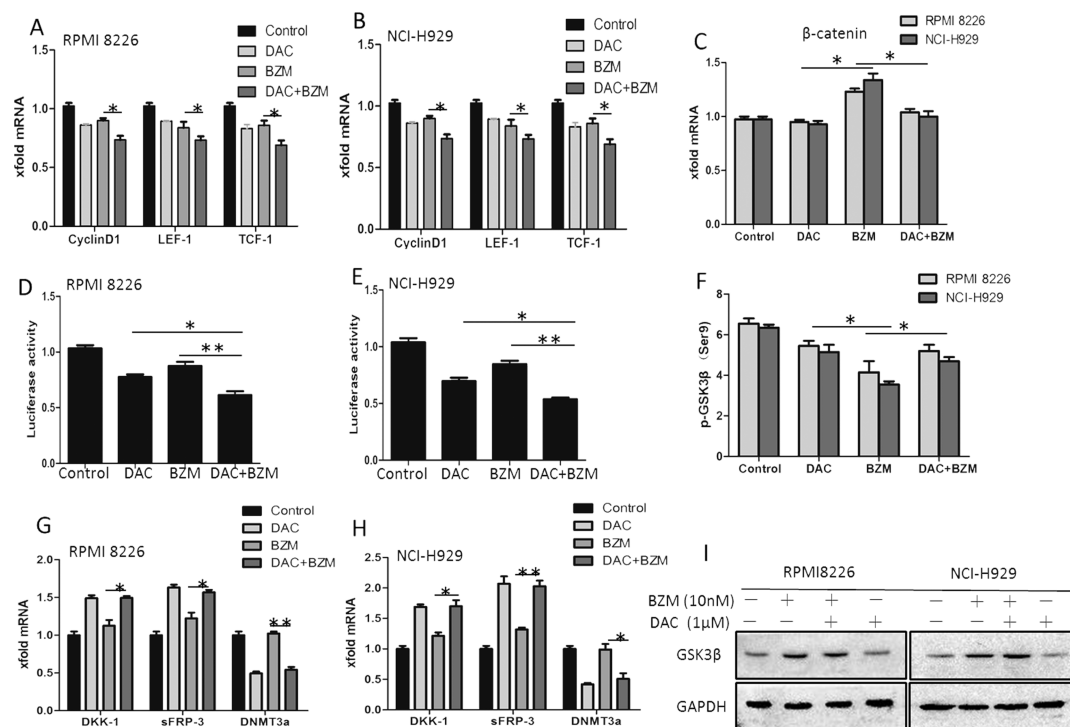 A
RPMI 8226
Control
DAC
BZM
DAC+BZM
xfold mRNA
1.5
1.0
0.5
0.0
*
*
*
CyclinD1 LEF-1 TCF-1
B
NCI-H929
Control
DAC
BZM
DAC+BZM
xfold mRNA
1.5
1.0
0.5
0.0
*
*
*
CyclinD1 LEF-1 TCF-1
C
β-catenin
RPMI 8226
NCI-H929
xfold mRNA
1.5
1.0
0.5
0.0
*
*
Control DAC BZM DAC+BZM
D
RPMI 8226
Luciferase activity
1.5
1.0
0.5
0.0
*
**
Control DAC BZM DAC+BZM
E
NCI-H929
Luciferase activity
1.5
1.0
0.5
0.0
*
**
Control DAC BZM DAC+BZM
F
RPMI 8226
NCI-H929
p-GSK3β （Ser9)
8
6
4
2
0
*
*
Control DAC BZM DAC+BZM
G
RPMI 8226
Control
DAC
BZM
DAC+BZM
xfold mRNA
2.0
1.5
1.0
0.5
0.0
*
*
**
DKK-1 sFRP-3 DNMT3a
H
NCI-H929
Control
DAC
BZM
DAC+BZM
xfold mRNA
2.5
2.0
1.5
1.0
0.5
0.0
*
**
*
DKK-1 sFRP-3 DNMT3a
I
RPMI8226 NCI-H929
BZM (10nM) — + + — — + + —
DAC (1μM) — — + + — — + +
GSK3β
GAPDH